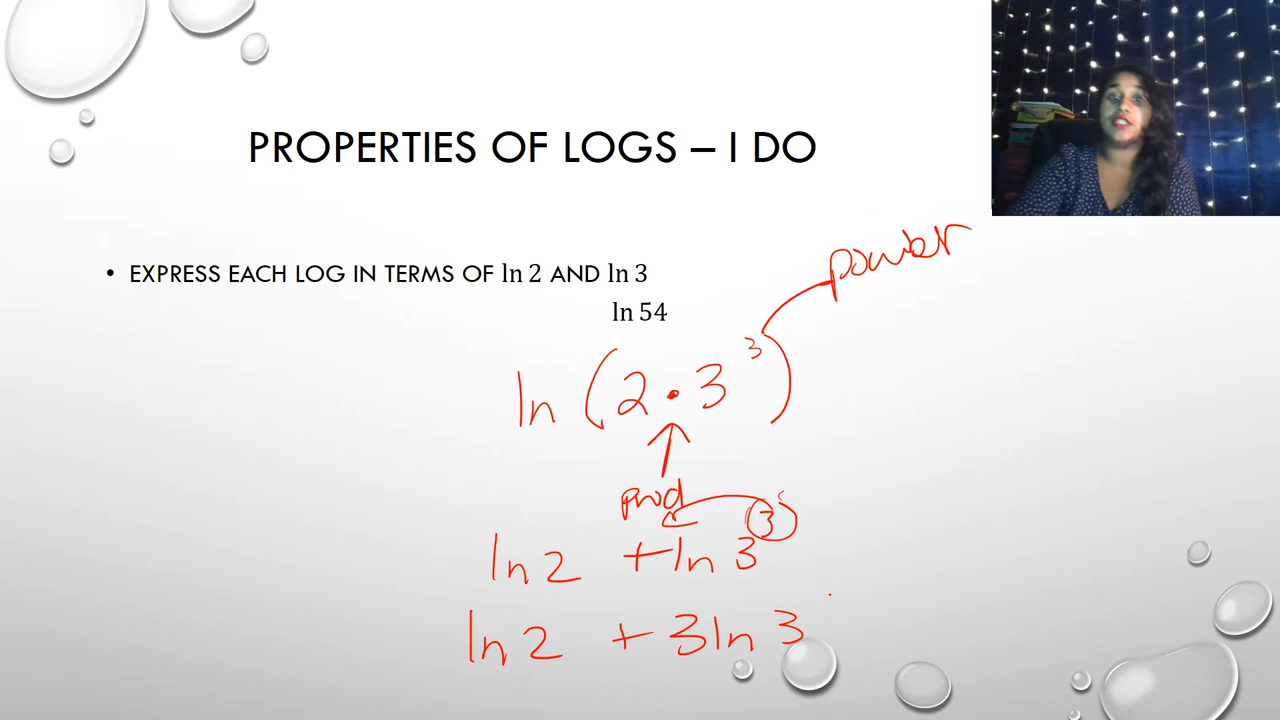 PROPERTIES OF LOGS – I DO
• EXPRESS EACH LOG IN TERMS OF ln 2 AND ln 3
ln 54
power
ln (2 • 3³)
prod
ln 2 + ln 3³
ln 2 + 3 ln 3